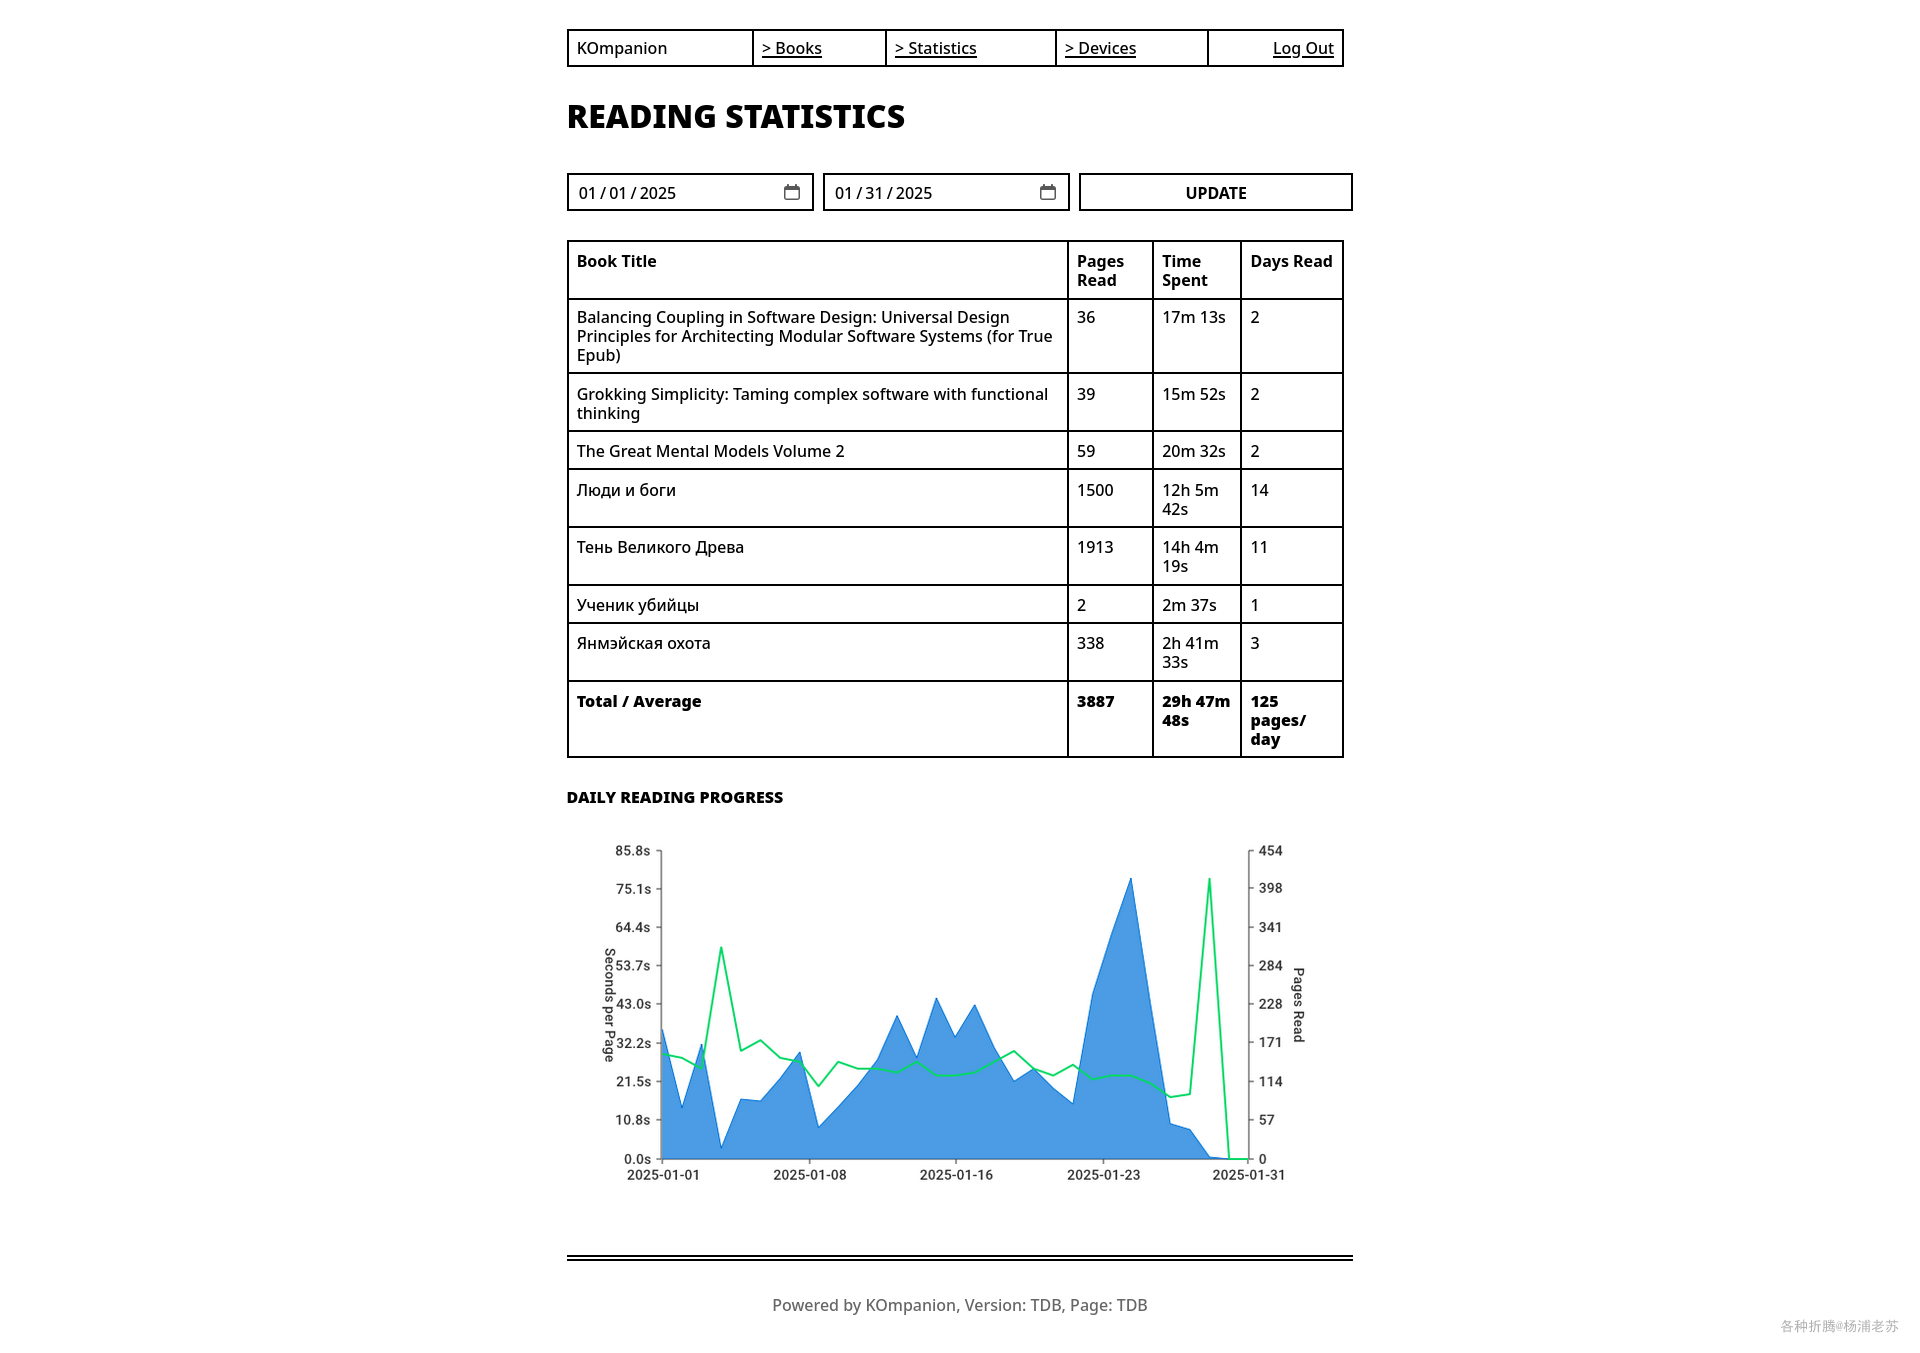 KOmpanion
> Books
> Statistics
> Devices
Log Out
READING STATISTICS
01 / 01 / 2025
01 / 31 / 2025
UPDATE
Book Title
Pages
Read
Time
Spent
Days Read
Balancing Coupling in Software Design: Universal Design
Principles for Architecting Modular Software Systems (for True
Epub)
36
17m 13s
2
Grokking Simplicity: Taming complex software with functional
thinking
39
15m 52s
2
The Great Mental Models Volume 2
59
20m 32s
2
Люди и боги
1500
12h 5m
42s
14
Тень Великого Древа
1913
14h 4m
19s
11
Ученик убийцы
2
2m 37s
1
Янмэйская охота
338
2h 41m
33s
3
Total / Average
3887
29h 47m
48s
125
pages/
day
DAILY READING PROGRESS
Seconds per Page
85.8s
75.1s
64.4s
53.7s
43.0s
32.2s
21.5s
10.8s
0.0s
454
398
341
284
228
171
114
57
0
Pages Read
2025-01-01
2025-01-08
2025-01-16
2025-01-23
2025-01-31
Powered by KOmpanion, Version: TDB, Page: TDB
各种折腾@杨浦老苏